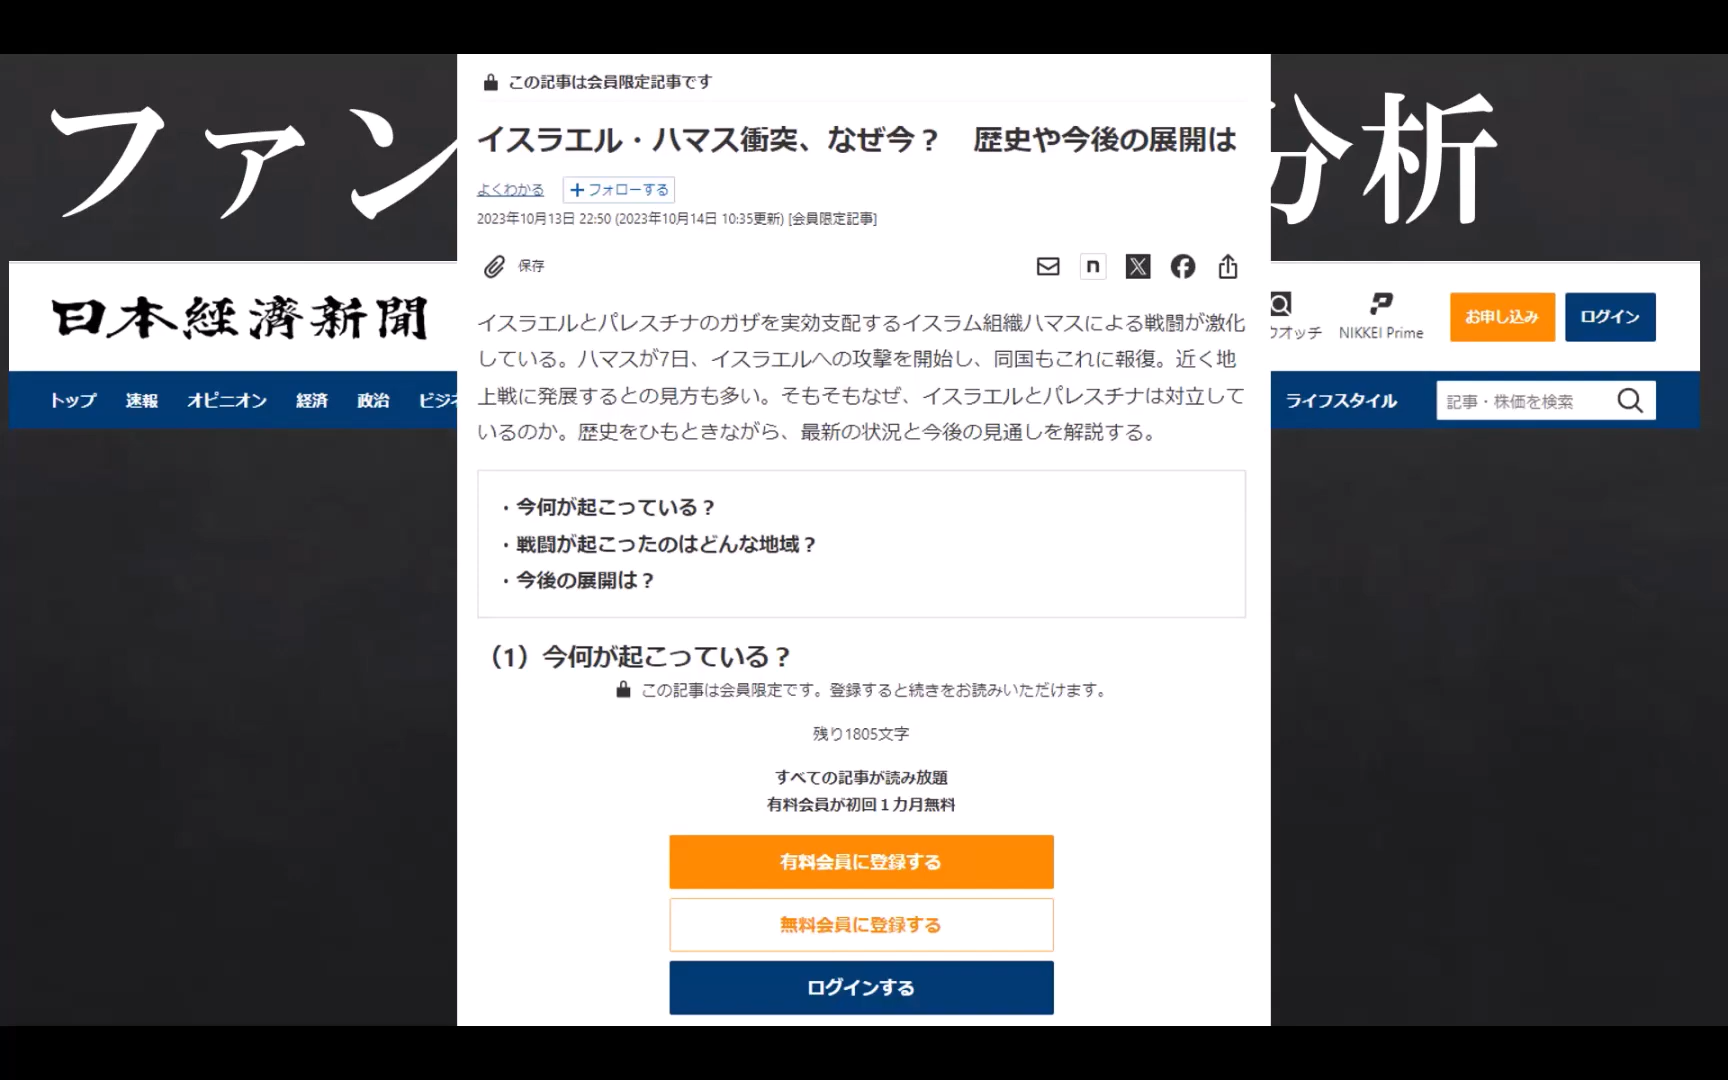 ファン
分析
この記事は会員限定記事です
イスラエル・ハマス衝突、なぜ今？　歴史や今後の展開は
よくわかる
＋フォローする
2023年10月13日 22:50 (2023年10月14日 10:35更新) [会員限定記事]
保存
日本経済新聞
ウオッチ
NIKKEI Prime
お申し込み
ログイン
イスラエルとパレスチナのガザを実効支配するイスラム組織ハマスによる戦闘が激化
している。ハマスが7日、イスラエルへの攻撃を開始し、同国もこれに報復。近く地
上戦に発展するとの見方も多い。そもそもなぜ、イスラエルとパレスチナは対立して
いるのか。歴史をひもときながら、最新の状況と今後の見通しを解説する。
トップ 速報 オピニオン 経済 政治 ビジネ
ライフスタイル
記事・株価を検索
・今何が起こっている？
・戦闘が起こったのはどんな地域？
・今後の展開は？
（1）今何が起こっている？
この記事は会員限定です。登録すると続きをお読みいただけます。
残り1805文字
すべての記事が読み放題
有料会員が初回１カ月無料
有料会員に登録する
無料会員に登録する
ログインする